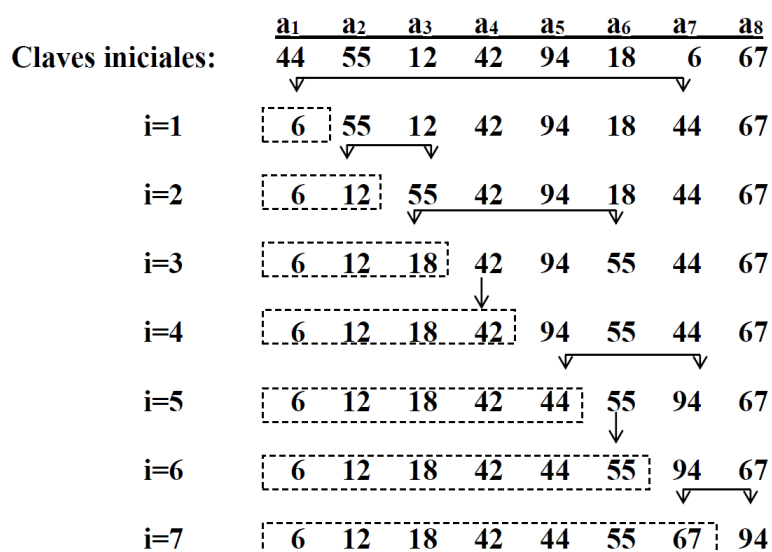 a1 a2 a3 a4 a5 a6 a7 a8
Claves iniciales: 44 55 12 42 94 18 6 67
i=1 6 55 12 42 94 18 44 67
i=2 6 12 55 42 94 18 44 67
i=3 6 12 18 42 94 55 44 67
i=4 6 12 18 42 94 55 44 67
i=5 6 12 18 42 44 55 94 67
i=6 6 12 18 42 44 55 94 67
i=7 6 12 18 42 44 55 67 94